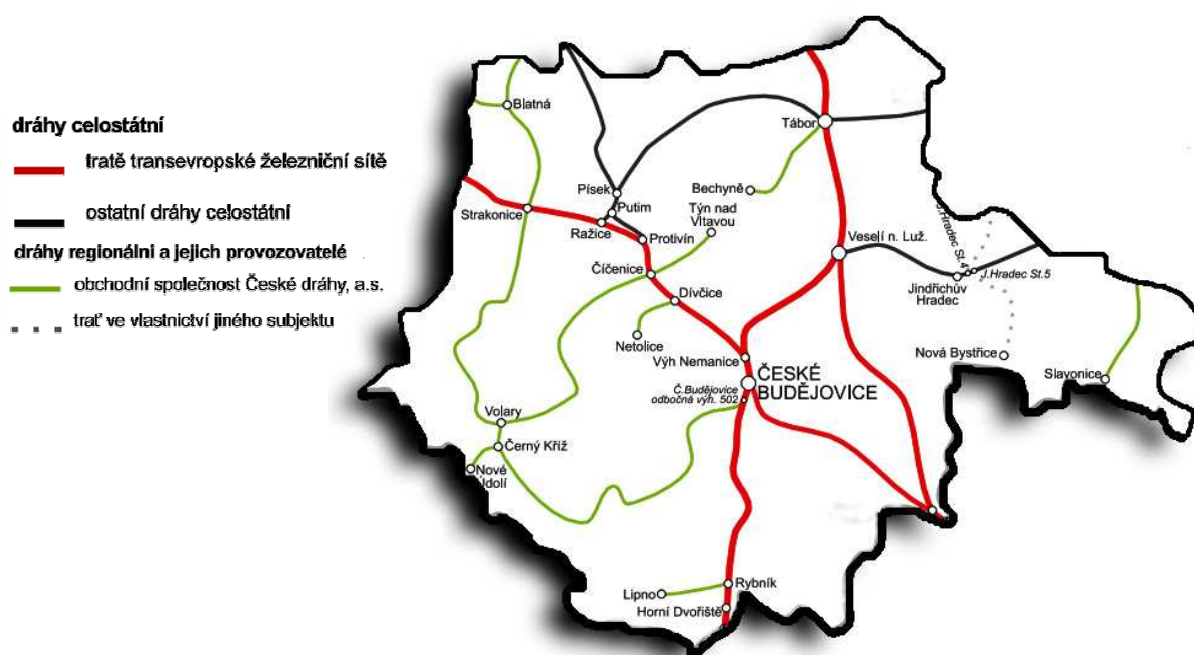 dráhy celostátní
tratě transevropské železniční sítě
ostatní dráhy celostátní
dráhy regionálni a jejich provozovatelé
obchodní společnost České dráhy, a.s.
trať ve vlastnictví jiného subjektu
Blatná
Tábor
Písek
Bechyně
Putim
Týn nad
Vltavou
Strakonice
Ražice
Protivín
Veselí n. Luž.
J.Hradec St.4
J.Hradec St.5
Číčenice
Jindřichův
Hradec
Dívčice
Netolice
Výh Nemanice
Nová Bystřice
Slavonice
ČESKÉ
BUDĚJOVICE
Č.Budějovice
odbočná výh. 502
Volary
Černý Kříž
Nové
Údolí
Rybník
Lipno
Horní Dvořiště